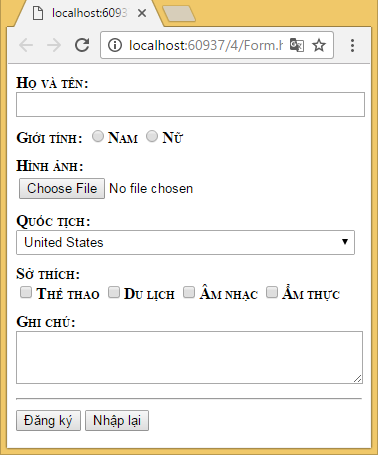 localhost:6093
localhost:60937/4/Form.h
Họ và tên:
Giới tính: Nam Nữ
Hình ảnh:
Choose File No file chosen
Quốc tịch:
United States
Sở thích:
Thể thao Du lịch Âm nhạc Ẩm thực
Ghi chú:
Đăng ký Nhập lại